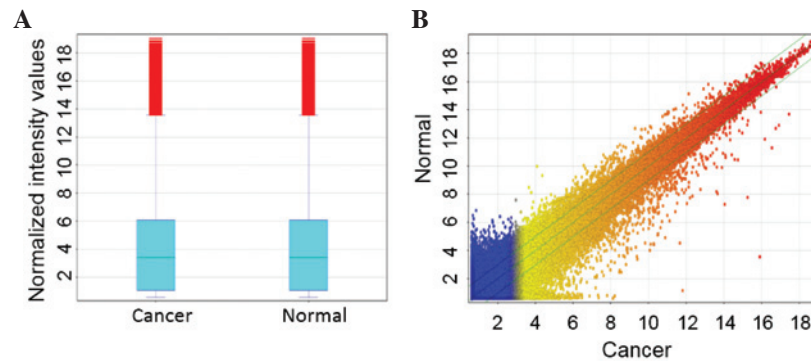 A
Normalized intensity values
18
16
14
12
10
8
6
4
2
Cancer Normal
B
Normal
18
16
14
12
10
8
6
4
2
2 4 6 8 10 12 14 16 18
Cancer